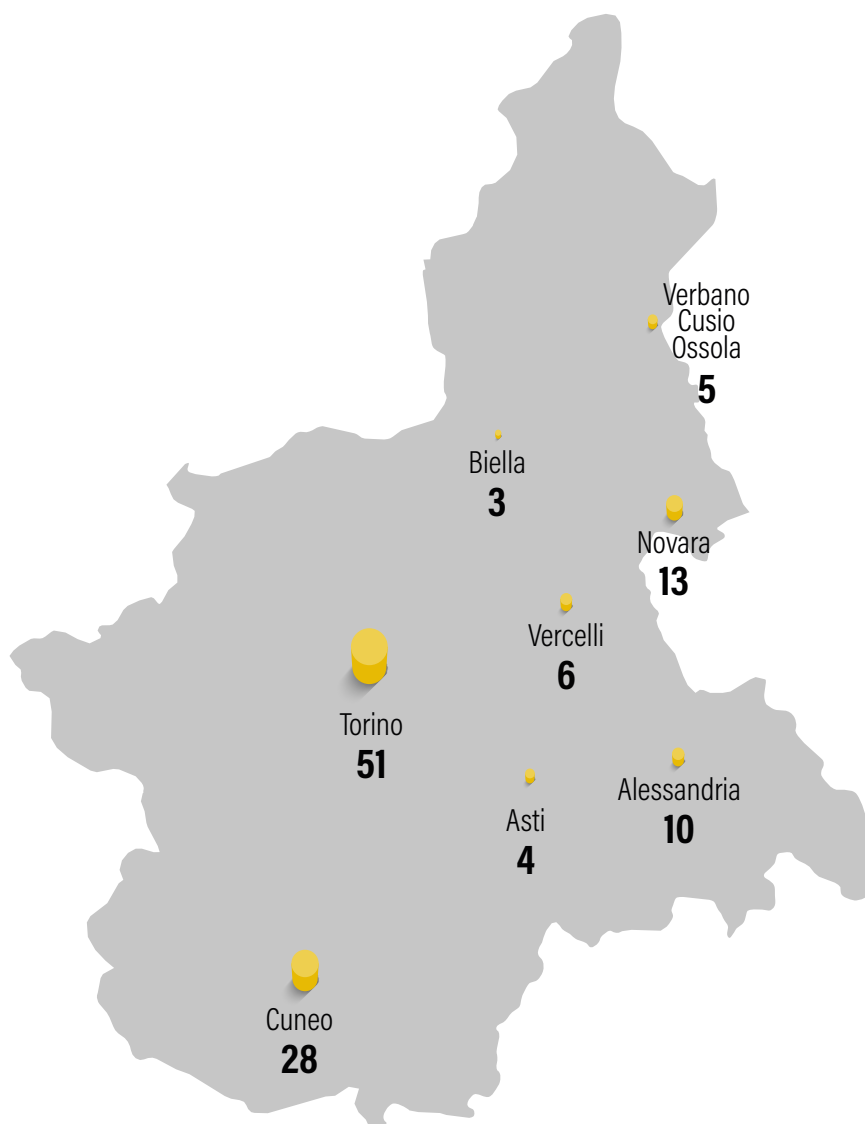 Verbano
Cusio
Ossola
5
Biella
3
Novara
13
Vercelli
6
Torino
51
Alessandria
10
Asti
4
Cuneo
28